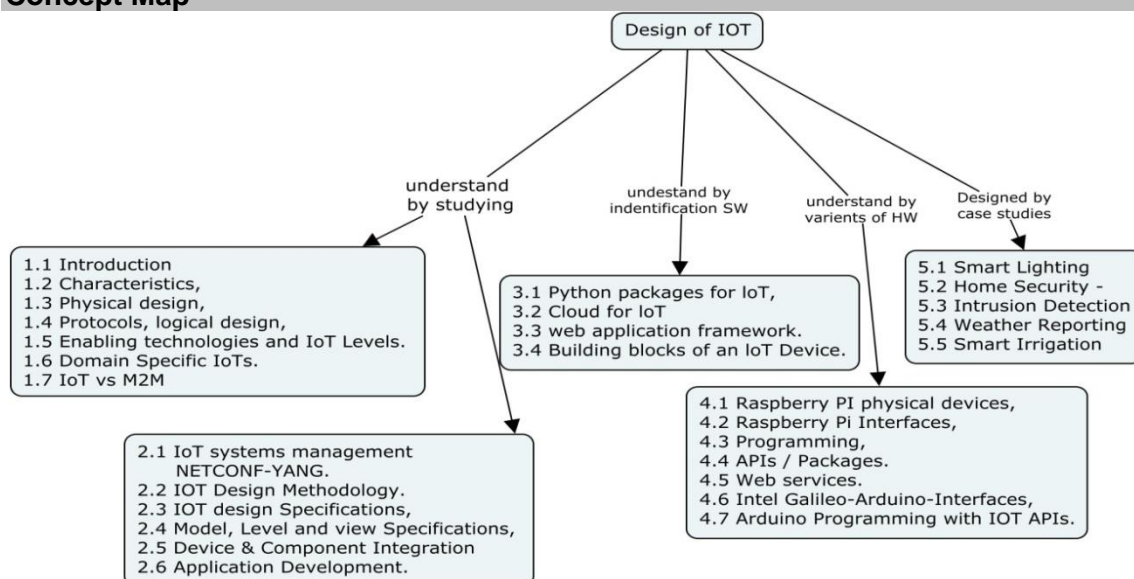 Concept Map
Design of IOT
understand
by studying
undestand by
indentification SW
understand by
varients of HW
Designed by
case studies
1.1 Introduction
1.2 Characteristics,
1.3 Physical design,
1.4 Protocols, logical design,
1.5 Enabling technologies and IoT Levels.
1.6 Domain Specific IoTs.
1.7 IoT vs M2M
2.1 IoT systems management
NETCONF-YANG.
2.2 IOT Design Methodology.
2.3 IOT design Specifications,
2.4 Model, Level and view Specifications,
2.5 Device & Component Integration
2.6 Application Development.
3.1 Python packages for IoT,
3.2 Cloud for IoT
3.3 web application framework.
3.4 Building blocks of an IoT Device.
4.1 Raspberry PI physical devices,
4.2 Raspberry Pi Interfaces,
4.3 Programming,
4.4 APIs / Packages.
4.5 Web services.
4.6 Intel Galileo-Arduino-Interfaces,
4.7 Arduino Programming with IOT APIs.
5.1 Smart Lighting
5.2 Home Security -
5.3 Intrusion Detection
5.4 Weather Reporting
5.5 Smart Irrigation